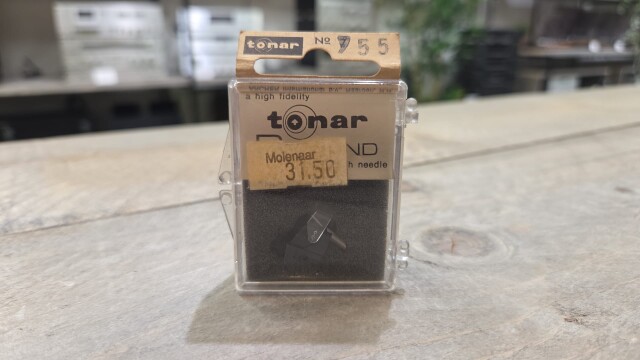 tonar Nº 755
a high fidelity
tonar
D ND
Molenaar
31.50
h needle